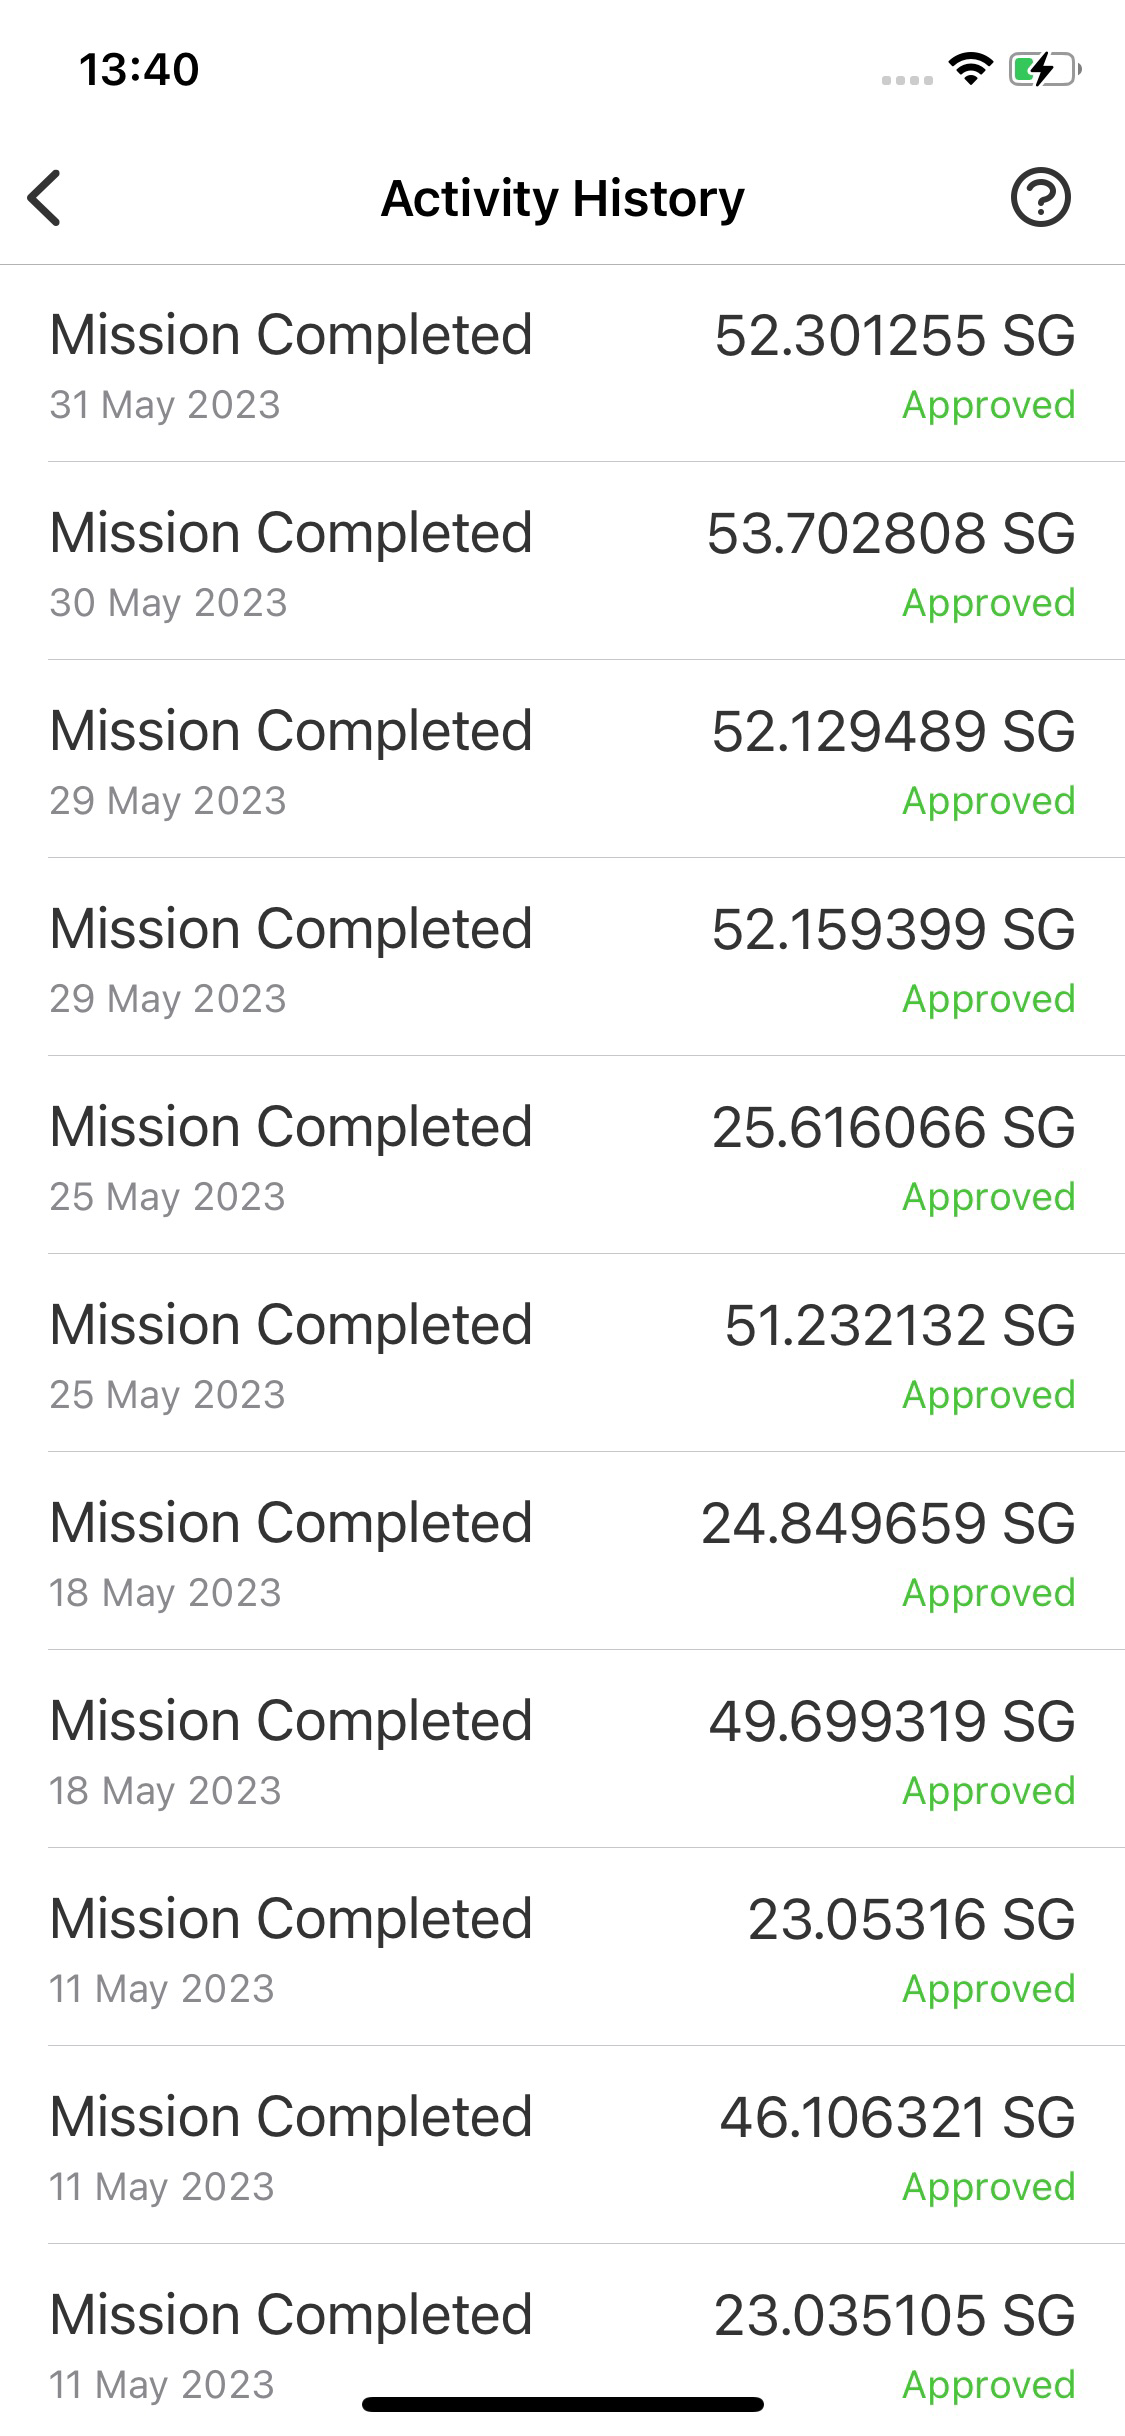 13:40
Activity History
Mission Completed 52.301255 SG
31 May 2023 Approved
Mission Completed 53.702808 SG
30 May 2023 Approved
Mission Completed 52.129489 SG
29 May 2023 Approved
Mission Completed 52.159399 SG
29 May 2023 Approved
Mission Completed 25.616066 SG
25 May 2023 Approved
Mission Completed 51.232132 SG
25 May 2023 Approved
Mission Completed 24.849659 SG
18 May 2023 Approved
Mission Completed 49.699319 SG
18 May 2023 Approved
Mission Completed 23.05316 SG
11 May 2023 Approved
Mission Completed 46.106321 SG
11 May 2023 Approved
Mission Completed 23.035105 SG
11 May 2023 Approved